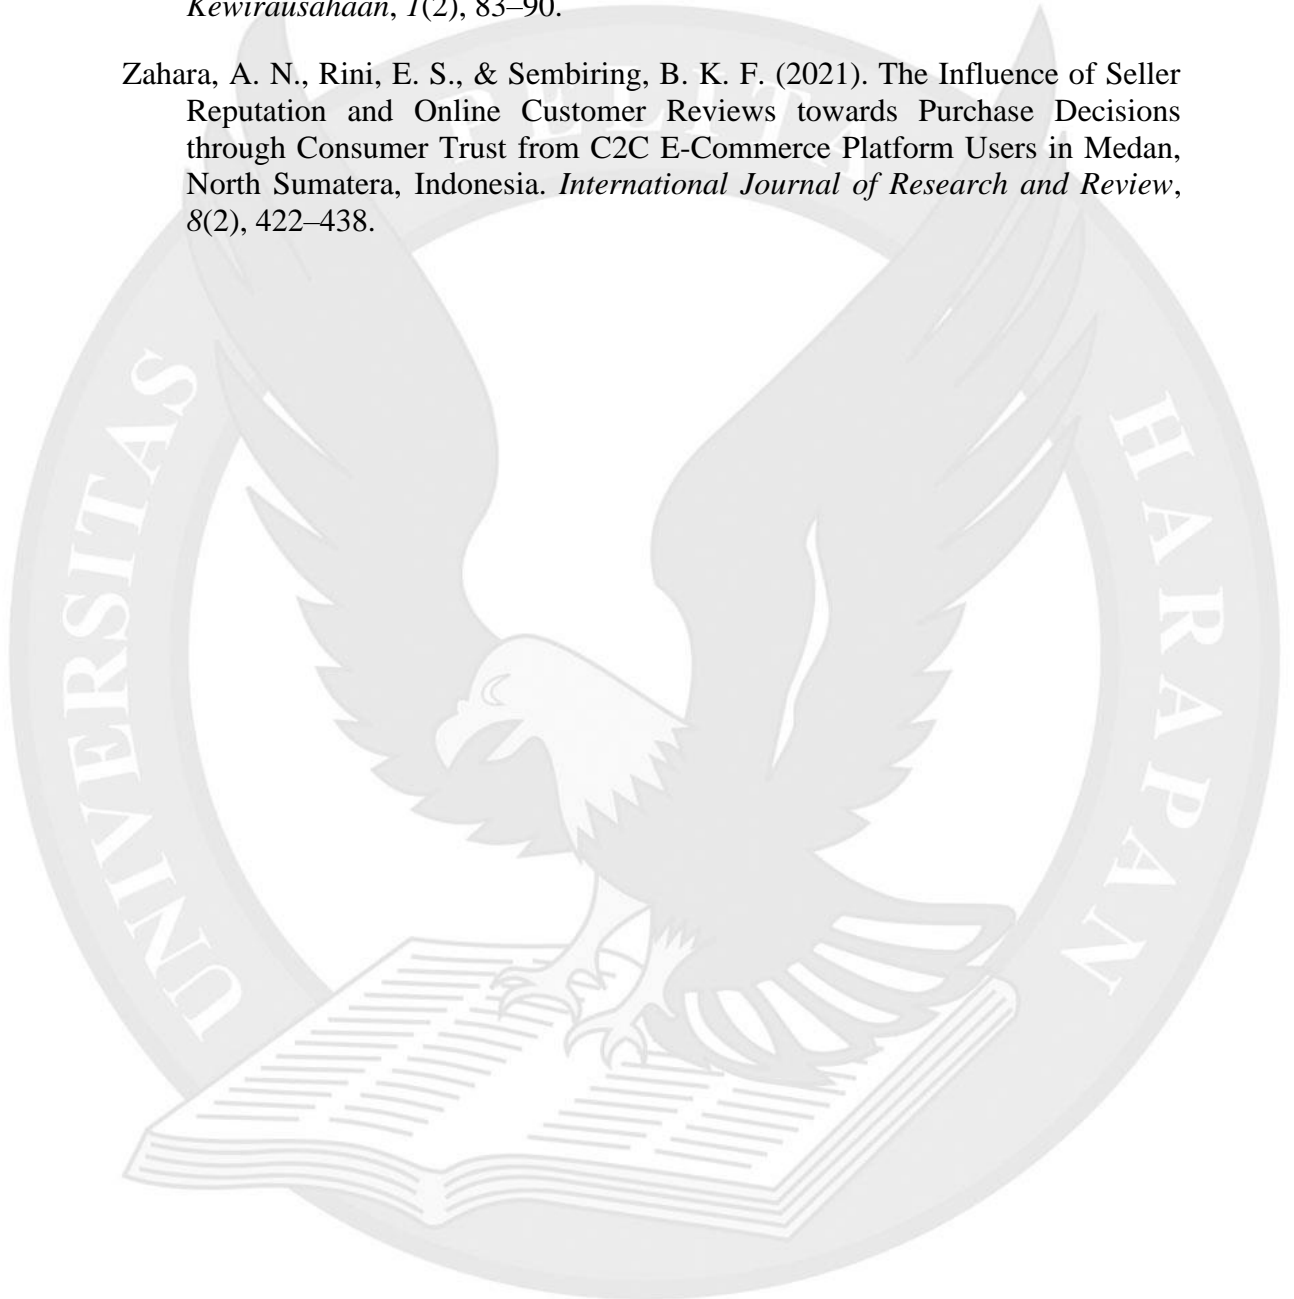 Kewirausahaan, 1(2), 83–90.
Zahara, A. N., Rini, E. S., & Sembiring, B. K. F. (2021). The Influence of Seller
Reputation and Online Customer Reviews towards Purchase Decisions
through Consumer Trust from C2C E-Commerce Platform Users in Medan,
North Sumatera, Indonesia. International Journal of Research and Review,
8(2), 422–438.
UNIVERSITAS
PELITA
HARAPAN